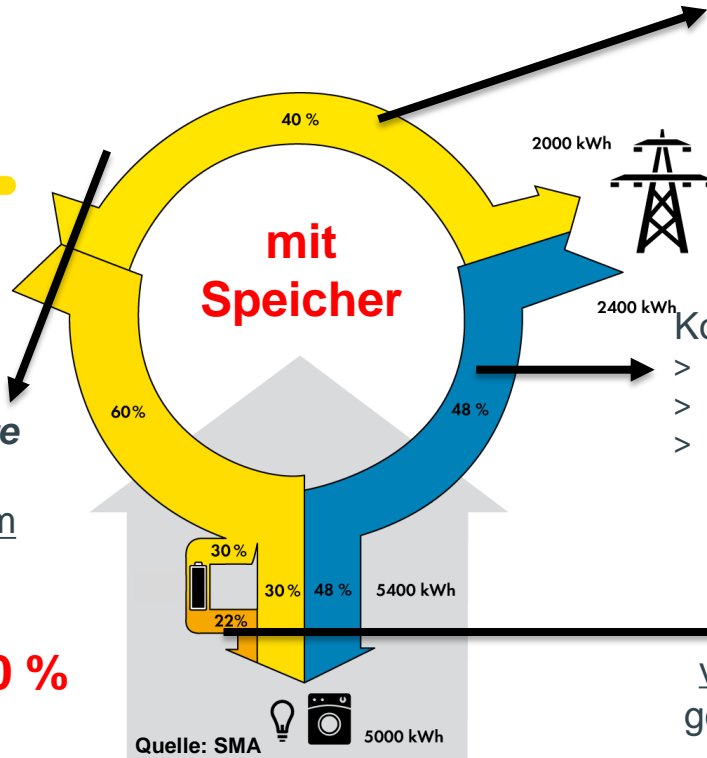 40 %
2000 kWh
mit
Speicher
2400 kWh
>
>
>
60%
48 %
30 %
30 %
48 %
5400 kWh
22%
0 %
5000 kWh
Quelle: SMA